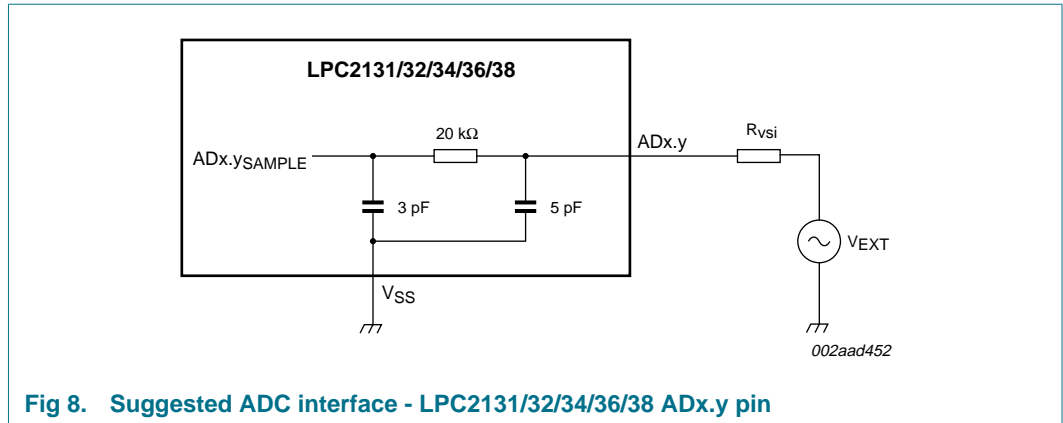 LPC2131/32/34/36/38
20 kΩ
ADx.y
Rvsi
ADx.ySAMPLE
3 pF
5 pF
VEXT
VSS
002aad452
Fig 8. Suggested ADC interface - LPC2131/32/34/36/38 ADx.y pin